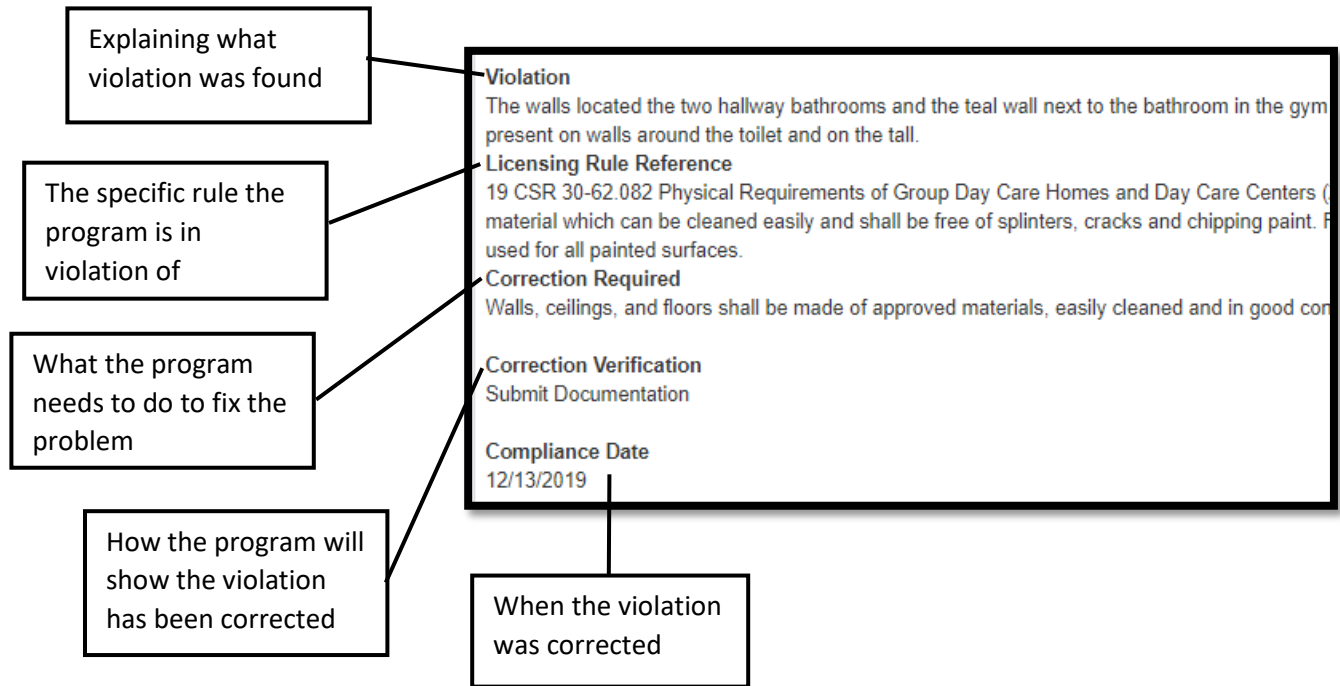 Explaining what
violation was found
The specific rule the
program is in
violation of
What the program
needs to do to fix the
problem
How the program will
show the violation
has been corrected
Violation
The walls located the two hallway bathrooms and the teal wall next to the bathroom in the gym
present on walls around the toilet and on the tall.
Licensing Rule Reference
19 CSR 30-62.082 Physical Requirements of Group Day Care Homes and Day Care Centers (
material which can be cleaned easily and shall be free of splinters, cracks and chipping paint.
used for all painted surfaces.
Correction Required
Walls, ceilings, and floors shall be made of approved materials, easily cleaned and in good
Correction Verification
Submit Documentation
Compliance Date
12/13/2019
When the violation
was corrected